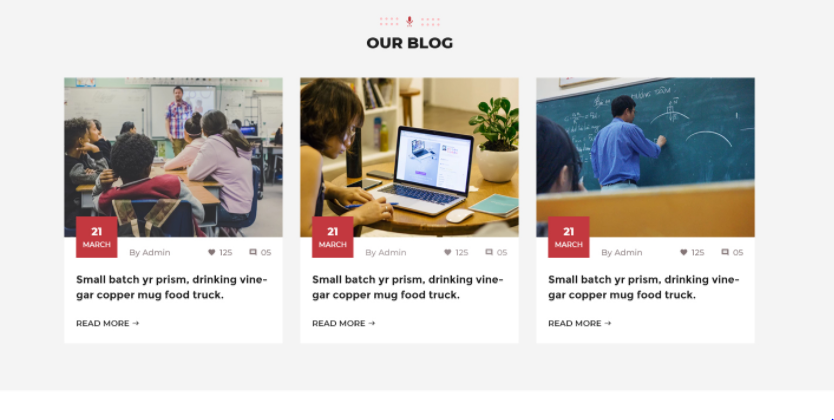 OUR BLOG
21
MARCH
By Admin
125
05
Small batch yr prism, drinking vine-
gar copper mug food truck.
READ MORE →
21
MARCH
By Admin
125
05
Small batch yr prism, drinking vine-
gar copper mug food truck.
READ MORE →
21
MARCH
By Admin
125
05
Small batch yr prism, drinking vine-
gar copper mug food truck.
READ MORE →